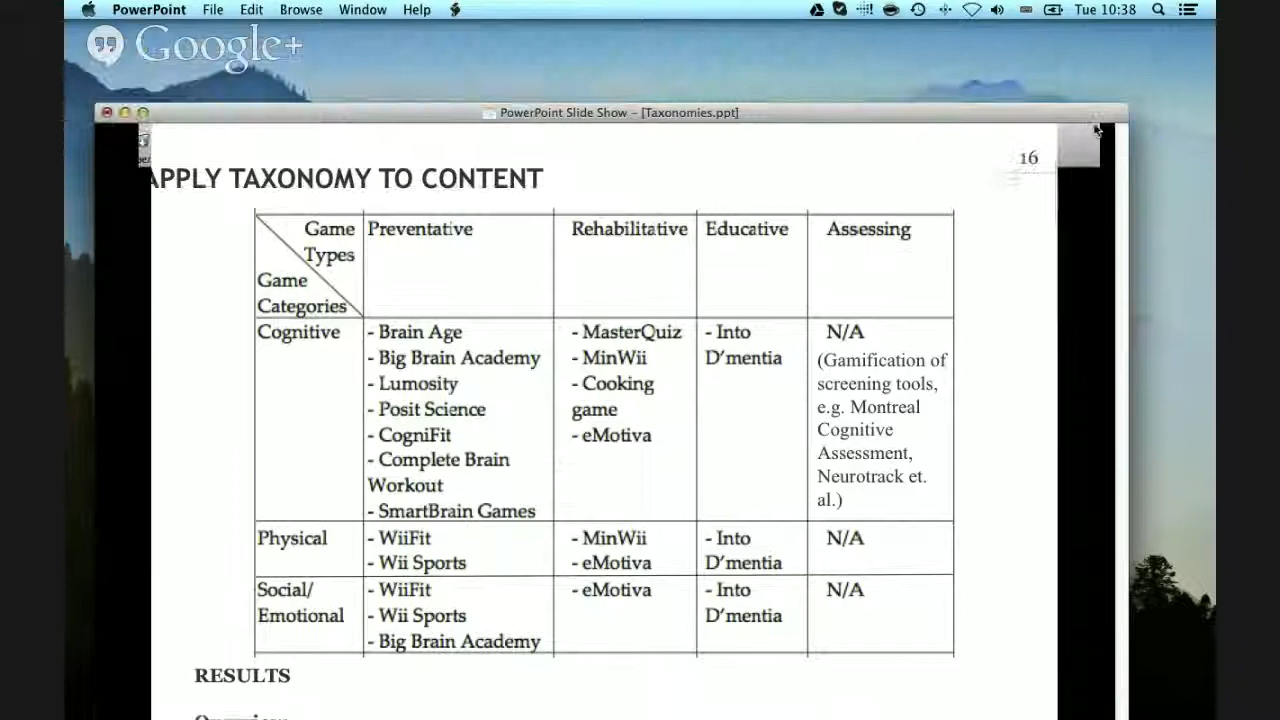 PowerPoint File Edit Browse Window Help Tue 10:38
Google+
PowerPoint Slide Show – [Taxonomies.ppt]
16
APPLY TAXONOMY TO CONTENT
Game Types
Game Categories
Preventative
Rehabilitative
Educative
Assessing
Cognitive
- Brain Age
- Big Brain Academy
- Lumosity
- Posit Science
- CogniFit
- Complete Brain
Workout
- SmartBrain Games
- MasterQuiz
- MinWii
- Cooking
game
- eMotiva
- Into
D'mentia
N/A
(Gamification of
screening tools,
e.g. Montreal
Cognitive
Assessment,
Neurotrack et.
al.)
Physical
- WiiFit
- Wii Sports
- MinWii
- eMotiva
- Into
D'mentia
N/A
Social/
Emotional
- WiiFit
- Wii Sports
- Big Brain Academy
- eMotiva
- Into
D'mentia
N/A
RESULTS